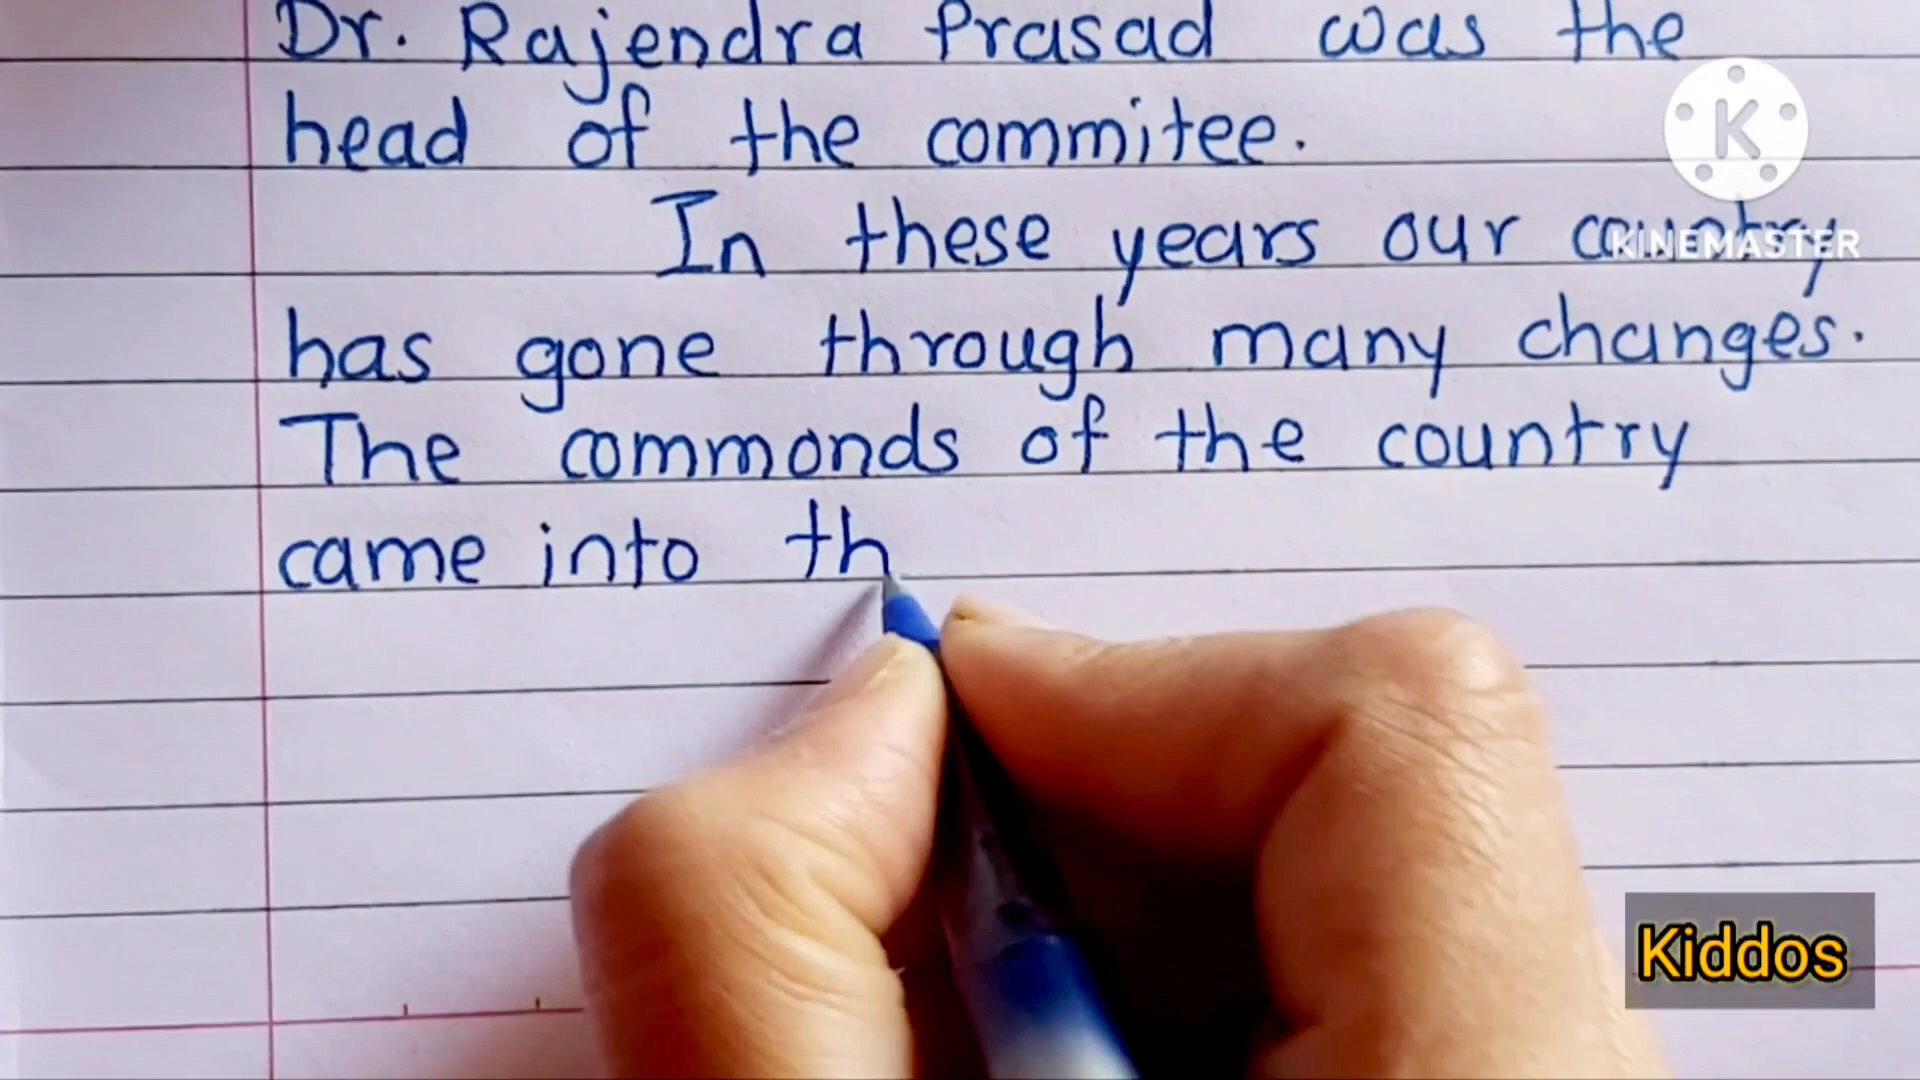 Dr. Rajendra Prasad was the
head of the commitee.
In these years our country
has gone through many changes.
The commonds of the country
came into th
K
KINEMASTER
Kiddos